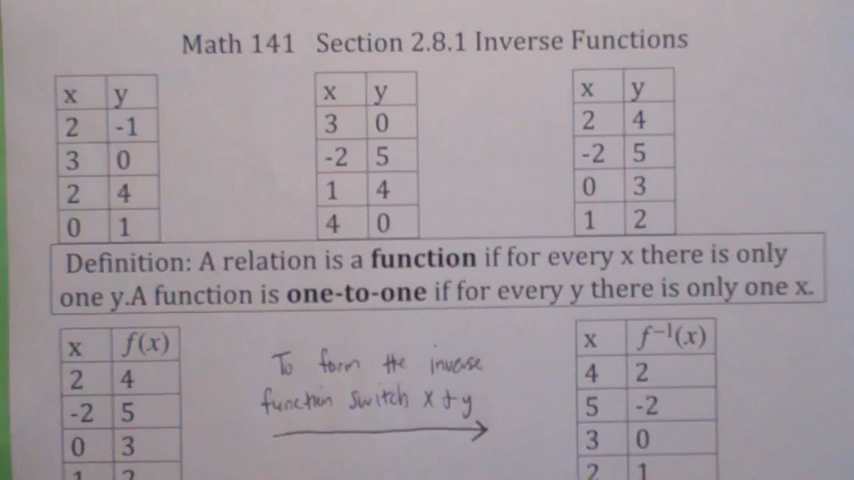 Math 141 Section 2.8.1 Inverse Functions
x y
2 -1
3 0
2 4
0 1
x y
3 0
-2 5
1 4
4 0
x y
2 4
-2 5
0 3
1 2
Definition: A relation is a function if for every x there is only
one y.A function is one-to-one if for every y there is only one x.
x f(x)
2 4
-2 5
0 3
1 2
To form the inverse
function switch x + y
x f⁻¹(x)
4 2
5 -2
3 0
2 1